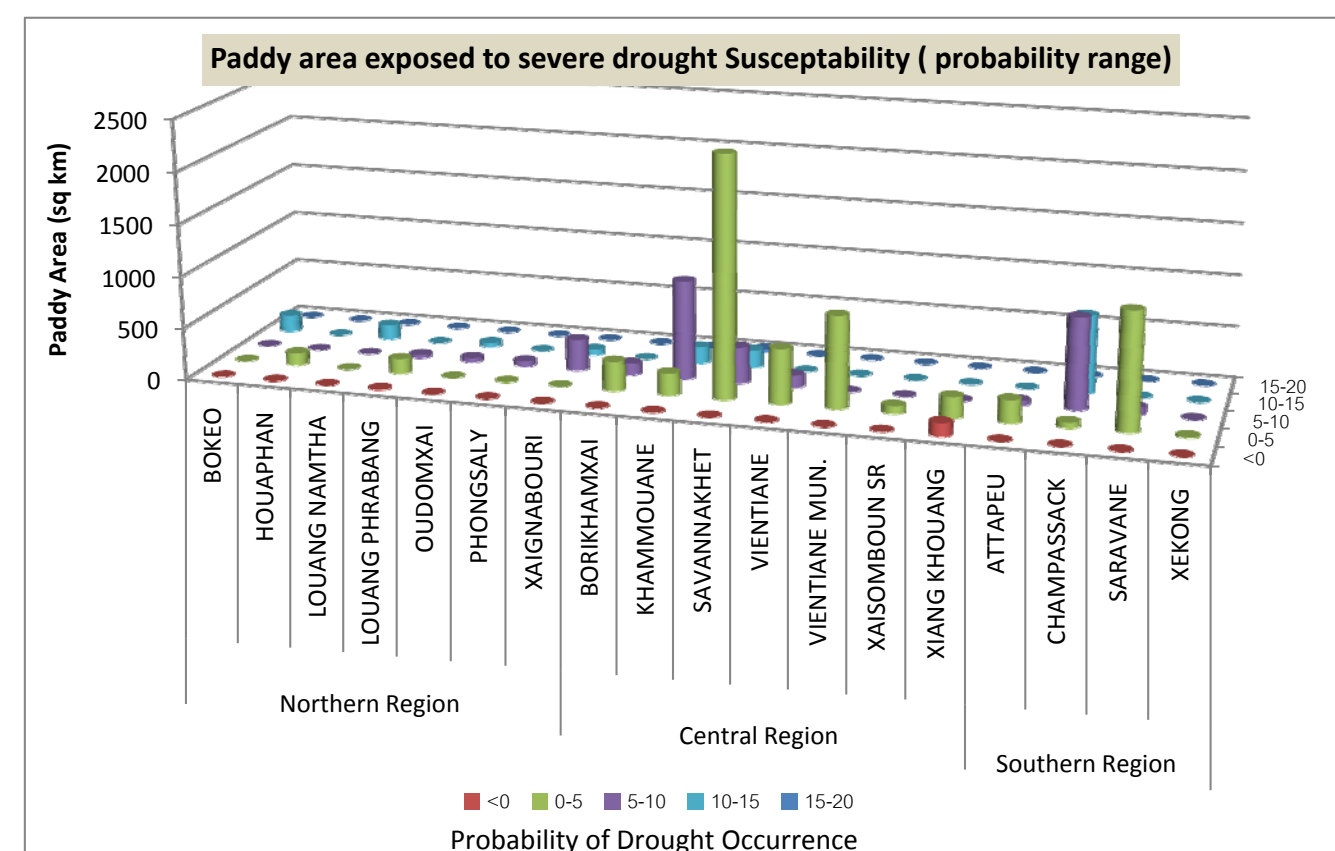 Paddy area exposed to severe drought Susceptability ( probability range)
Paddy Area (sq km)
2500
2000
1500
1000
500
0
15-20
10-15
5-10
0-5
<0
BOKEO
HOUAPHAN
LOUANG NAMTHA
LOUANG PHRABANG
OUDOMXAI
PHONGSALY
XAIGNABOURI
BORIKHAMXAI
KHAMMOUANE
SAVANNAKHET
VIENTIANE
VIENTIANE MUN.
XAISOMBOUN SR
XIANG KHOUANG
ATTAPEU
CHAMPASSACK
SARAVANE
XEKONG
Northern Region
Central Region
Southern Region
<0 0-5 5-10 10-15 15-20
Probability of Drought Occurrence